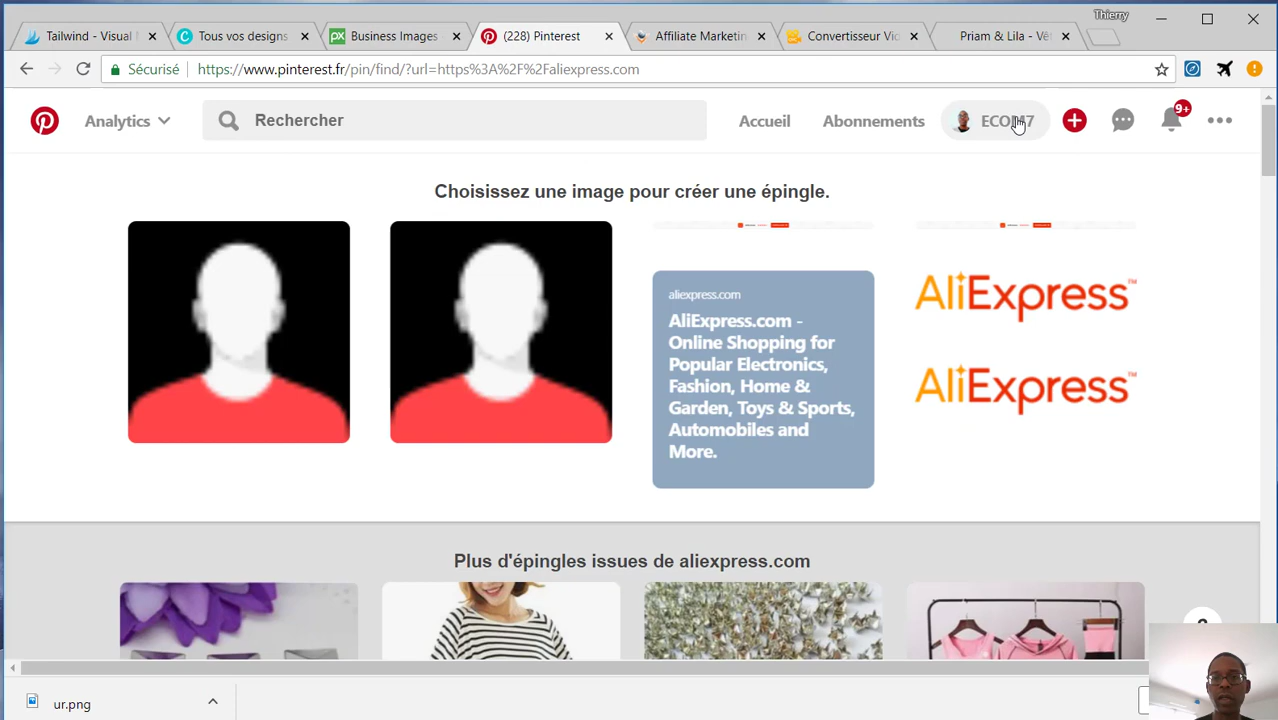 Thierry
Tailwind - Visual
Tous vos designs
Business Images
(228) Pinterest
Affiliate Marketin
Convertisseur Vid
Priam & Lila - Vêt
Sécurisé
https://www.pinterest.fr/pin/find/?url=https%3A%2F%2Faliexpress.com
Analytics
Rechercher
Accueil
Abonnements
9+
Choisissez une image pour créer une épingle.
aliexpress.com
AliExpress.com -
Online Shopping for
Popular Electronics,
Fashion, Home &
Garden, Toys & Sports,
Automobiles and
More.
AliExpress™
AliExpress™
Plus d'épingles issues de aliexpress.com
ur.png